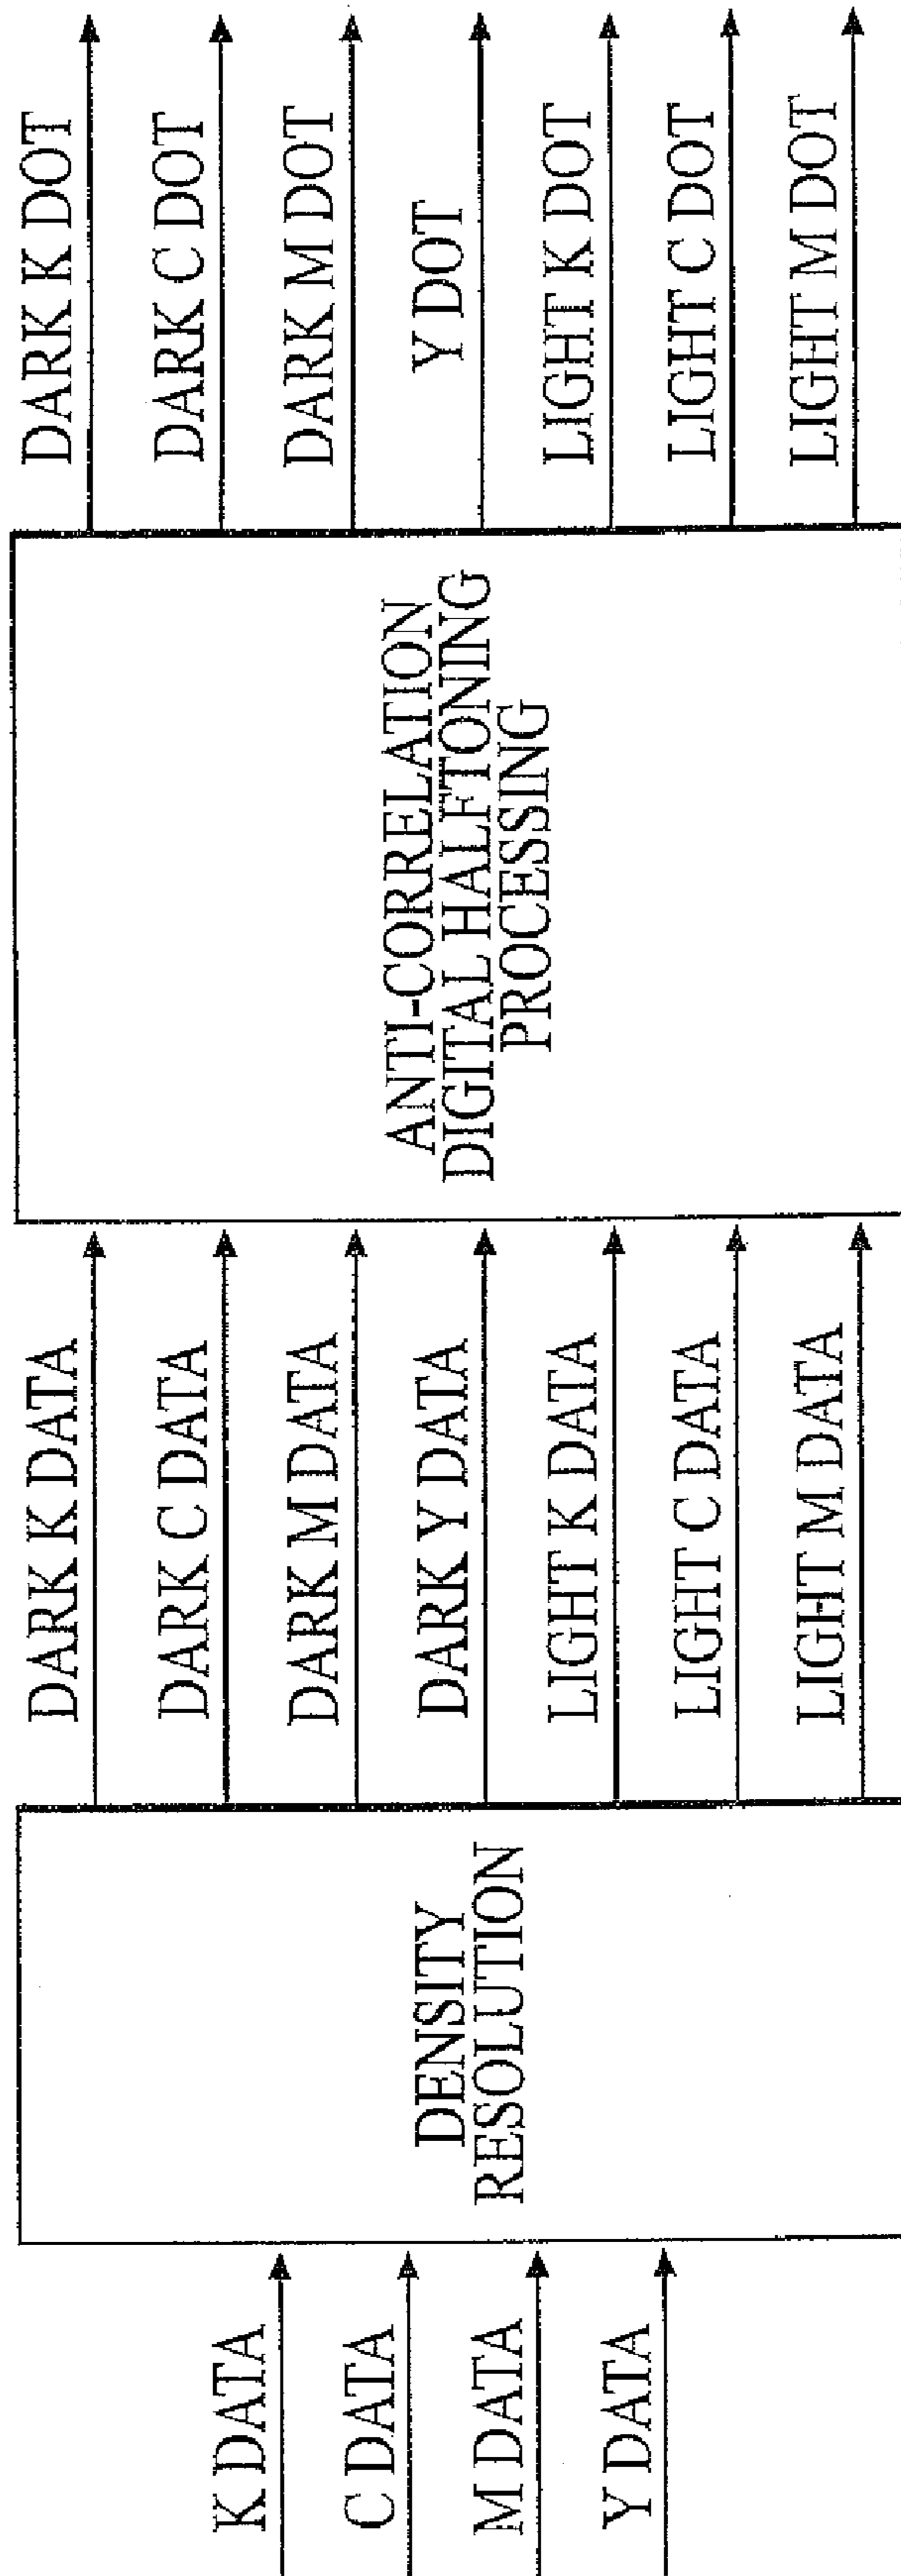 K DATA
C DATA
M DATA
Y DATA
DENSITY
RESOLUTION
DARK K DATA
DARK C DATA
DARK M DATA
DARK Y DATA
LIGHT K DATA
LIGHT C DATA
LIGHT M DATA
ANTI-CORRELATION
DIGITAL HALFTONING
PROCESSING
DARK K DOT
DARK C DOT
DARK M DOT
Y DOT
LIGHT K DOT
LIGHT C DOT
LIGHT M DOT